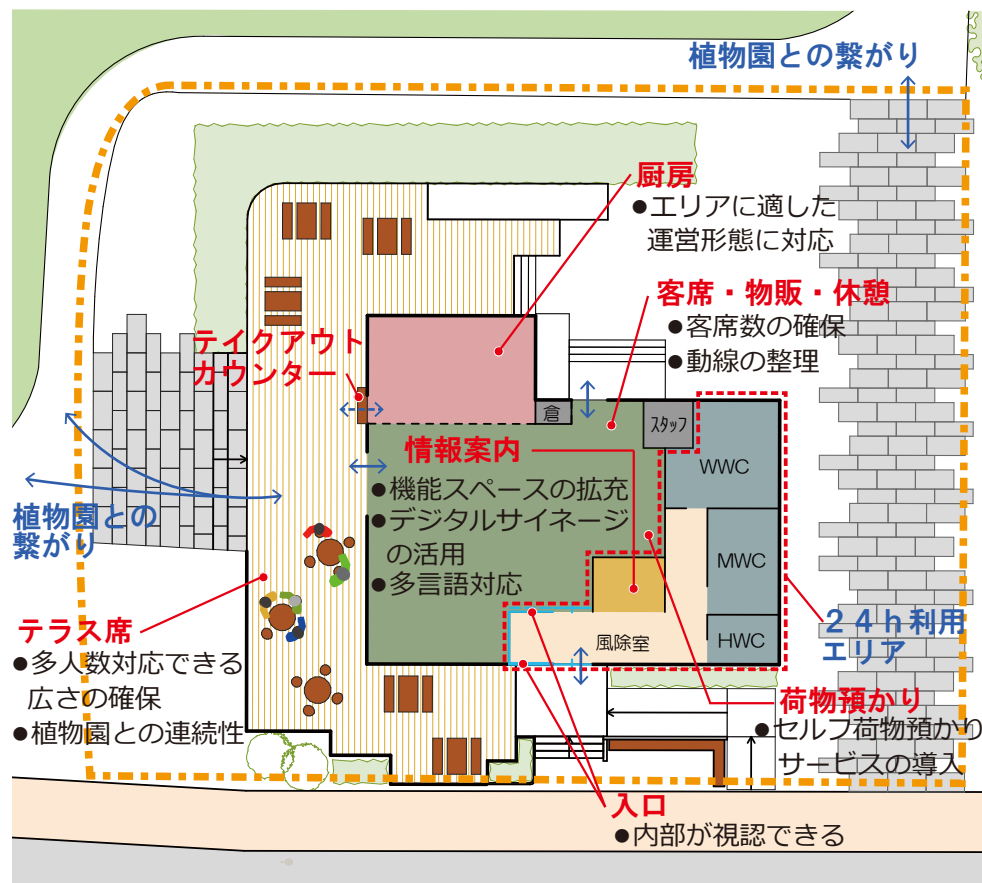 植物園との繋がり
厨房
●エリアに適した
運営形態に対応
客席・物販・休憩
●客席数の確保
●動線の整理
テイクアウト
カウンター
倉
スタッフ
情報案内
WWC
●機能スペースの拡充
●デジタルサイネージ
の活用
●多言語対応
植物園との
繋がり
MWC
テラス席
●多人数対応できる
広さの確保
●植物園との連続性
風除室
HWC
24h利用
エリア
荷物預かり
●セルフ荷物預かり
サービスの導入
入口
●内部が視認できる